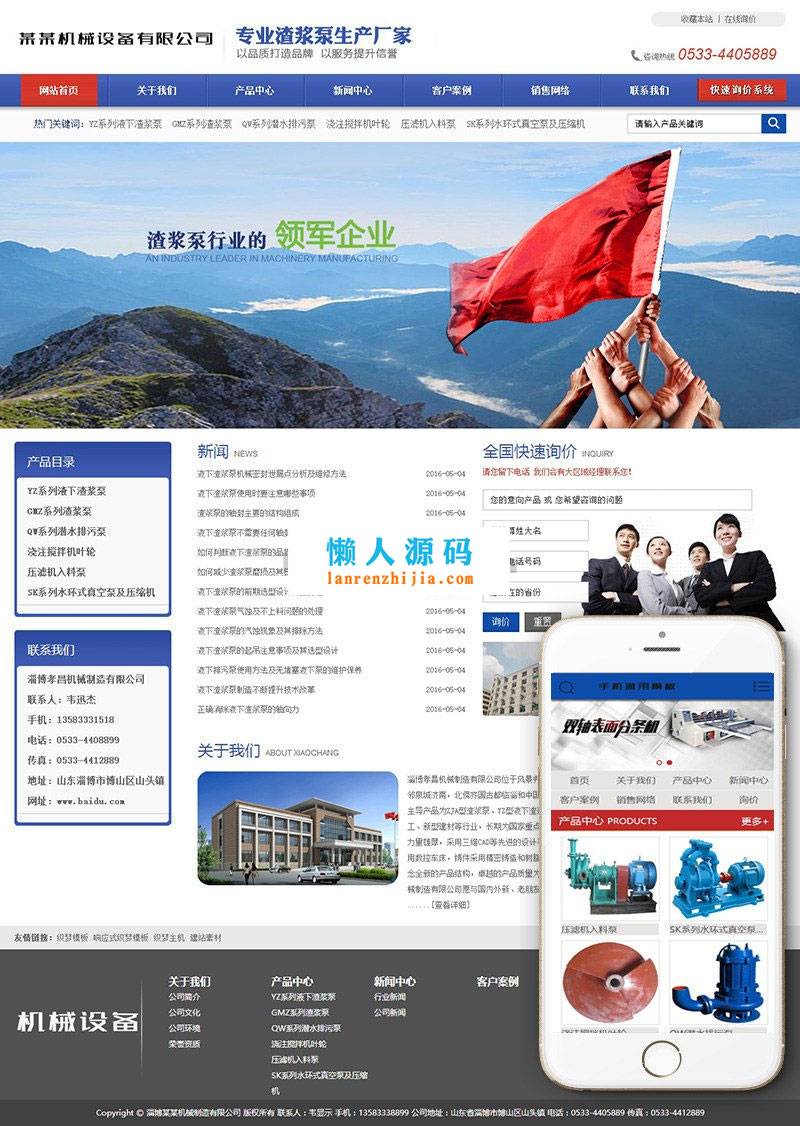 收藏本站 | 在线询价
某某机械设备有限公司
专业渣浆泵生产厂家
以品质打造品牌 以服务提升信誉
咨询热线 0533-4405889
网站首页 关于我们 产品中心 新闻中心 客户案例 销售网络 联系我们 快速询价系统
热门关键词: YZ系列液下渣浆泵 GMZ系列渣浆泵 QW系列潜水排污泵 浇注搅拌机叶轮 压滤机入料泵 SK系列水环式真空泵及压缩机
请输入产品关键词
渣浆泵行业的 领军企业
AN INDUSTRY LEADER IN MACHINERY MANUFACTURING
产品目录
YZ系列液下渣浆泵
GMZ系列渣浆泵
QW系列潜水排污泵
浇注搅拌机叶轮
压滤机入料泵
SK系列水环式真空泵及压缩机
联系我们
淄博孝昌机械制造有限公司
联系人：韦迅杰
手机：13583331518
电话：0533-4408899
传真：0533-4412889
地址：山东淄博市博山区山头镇
网址：www.baidu.com
新闻 NEWS
液下渣浆泵机械密封泄漏点分析及维修方法 2016-05-04
液下渣浆泵使用时要注意哪些事项 2016-05-04
渣浆泵的轴封主要的结构组成 2016-05-04
液下渣浆泵不需要任何轴封
如何判断液下渣浆泵的品质
如何减少渣浆泵磨损及其
液下渣浆泵的前期选型设计
液下渣浆泵气蚀及不上料问题的处理 2016-05-04
液下渣浆泵的汽蚀现象及其排除方法 2016-05-04
液下渣浆泵的起吊注意事项及其选型设计 2016-05-04
液下排污泵使用方法及无堵塞液下泵的维护保养 2016-05-04
液下渣浆泵制造不断提升技术改革 2016-05-04
正确消除液下渣浆泵的轴向力 2016-05-04
全国快速询价 INQUIRY
请您留下电话 我们会有大区域经理联系您!
您的意向产品 或 您希望咨询的问题
尊姓大名
电话号码
在的省份
询价 重置
懒人源码
lanrenzhijia.com
关于我们 ABOUT XIAOCHANG
淄博孝昌机械制造有限公司位于风景秀
邻泉城济南，北傍齐国古都临淄和中国
主导产品为ZJA型渣浆泵、YZ型液下渣
工、新型建材等行业，长期为国家重点
力量雄厚，采用三维CAD等先进的设计
用数控车床，铸件采用精密铸造和树脂
念全新的产品结构，卓越的产品质量为
械制造有限公司愿与国内外新、老朋友
......[查看详细]
手机通用模板
双轴表面分条机
首页 关于我们 产品中心 新闻中心
客户案例 销售网络 联系我们 询价
产品中心 PRODUCTS 更多+
压滤机入料泵 SK系列水环式真空泵...
浇注搅拌机叶轮 QW潜水排污泵
友情链接: 织梦模板 响应式织梦模板 织梦主机 建站素材
机械设备
关于我们
公司简介
公司文化
公司环境
荣誉资质
产品中心
YZ系列液下渣浆泵
GMZ系列渣浆泵
QW系列潜水排污泵
浇注搅拌机叶轮
压滤机入料泵
SK系列水环式真空泵及压缩
机
新闻中心
行业新闻
公司新闻
客户案例
Copyright © 淄博某某机械制造有限公司 版权所有 联系人：韦显示 手机：13583338899 公司地址：山东省淄博市博山区山头镇 电话：0533-4405889 传真：0533-4412889